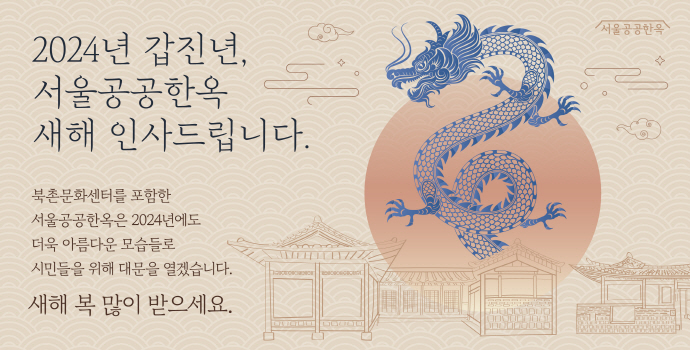 2024년 갑진년,
서울공공한옥
새해 인사드립니다.
북촌문화센터를 포함한
서울공공한옥은 2024년에도
더욱 아름다운 모습들로
시민들을 위해 대문을 열겠습니다.
새해 복 많이 받으세요.
서울공공한옥